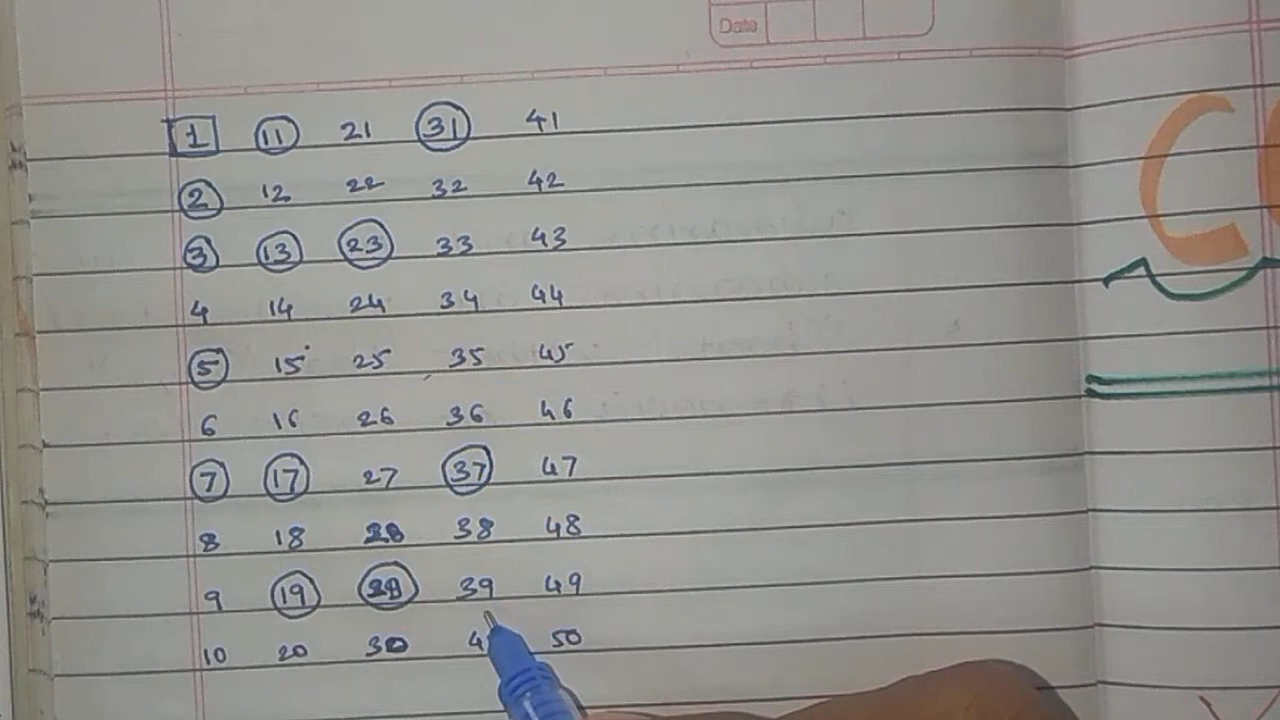 Date
1 11 21 31 41
2 12 22 32 42
3 13 23 33 43
4 14 24 34 44
5 15 25 35 45
6 16 26 36 46
7 17 27 37 47
8 18 28 38 48
9 19 29 39 49
10 20 30 4 50